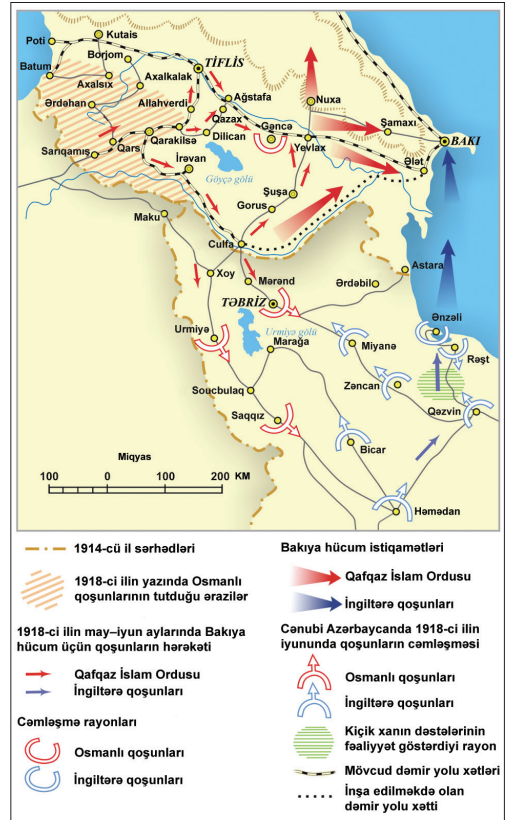 Poti
Kutais
Borjom
Batum
Axalsıx
Axalkalak
TİFLİS
Ağstafa
Ərdəhan
Allahverdi
Qazax
Gəncə
Nuxa
Şamaxı
BAKI
Sarıqamış
Qars
Qarakilsə
Dilican
Yevlax
Ələt
İrəvan
Göyçə gölü
Şuşa
Gorus
Maku
Culfa
Astara
Xoy
Mərənd
Ərdəbil
TƏBRİZ
Ənzəli
Urmiyə
Urmiyə gölü
Marağa
Miyanə
Rəşt
Zəncan
Soucbulaq
Qəzvin
Saqqız
Bicar
Həmədan
Miqyas
100 0 100 200 KM
1914-cü il sərhədləri
1918-ci ilin yazında Osmanlı
qoşunlarının tutduğu ərazilər
1918-ci ilin may–iyun aylarında Bakıya
hücum üçün qoşunların hərəkəti
Qafqaz İslam Ordusu
İngiltərə qoşunları
Cəmləşmə rayonları
Osmanlı qoşunları
İngiltərə qoşunları
Bakıya hücum istiqamətləri
Qafqaz İslam Ordusu
İngiltərə qoşunları
Cənubi Azərbaycanda 1918-ci ilin
iyununda qoşunların cəmləşməsi
Osmanlı qoşunları
İngiltərə qoşunları
Kiçik xanın dəstələrinin
fəaliyyət göstərdiyi rayon
Mövcud dəmir yolu xətləri
İnşa edilməkdə olan
dəmir yolu xətti